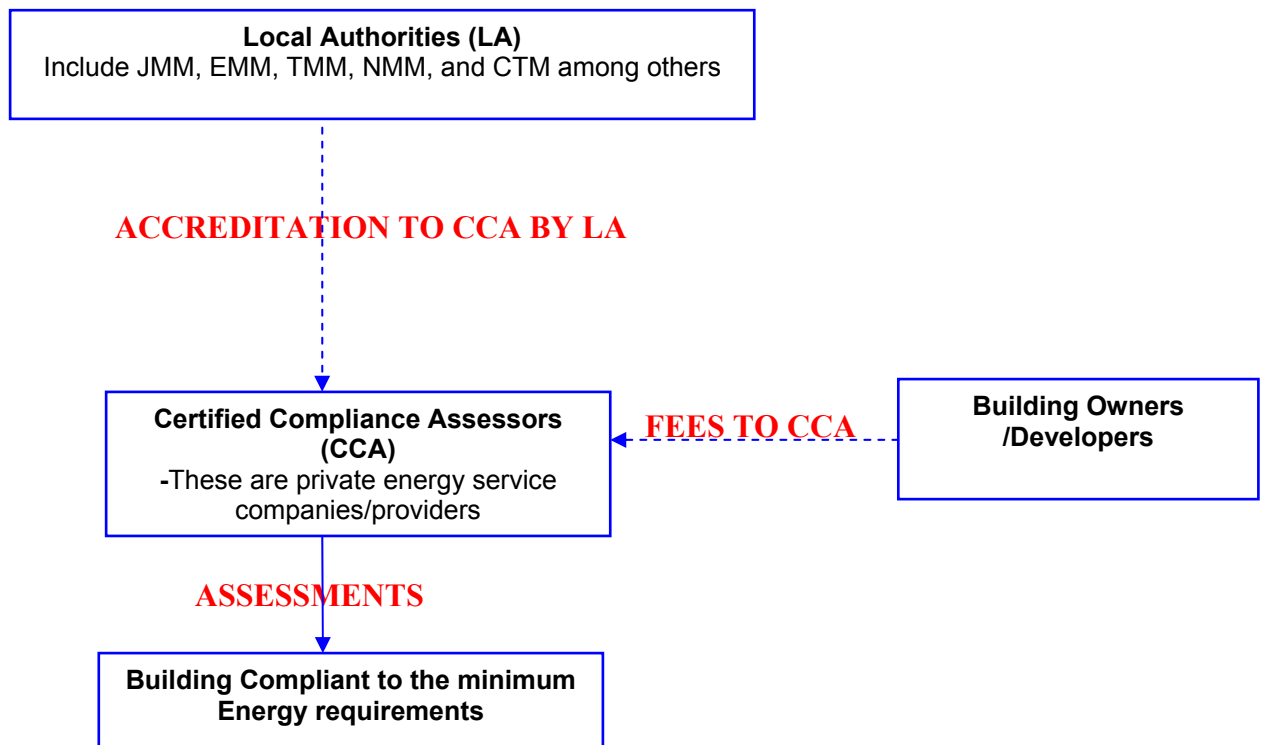 Local Authorities (LA)
Include JMM, EMM, TMM, NMM, and CTM among others
ACCREDITATION TO CCA BY LA
Certified Compliance Assessors
(CCA)
-These are private energy service
companies/providers
FEES TO CCA
Building Owners
/Developers
ASSESSMENTS
Building Compliant to the minimum
Energy requirements